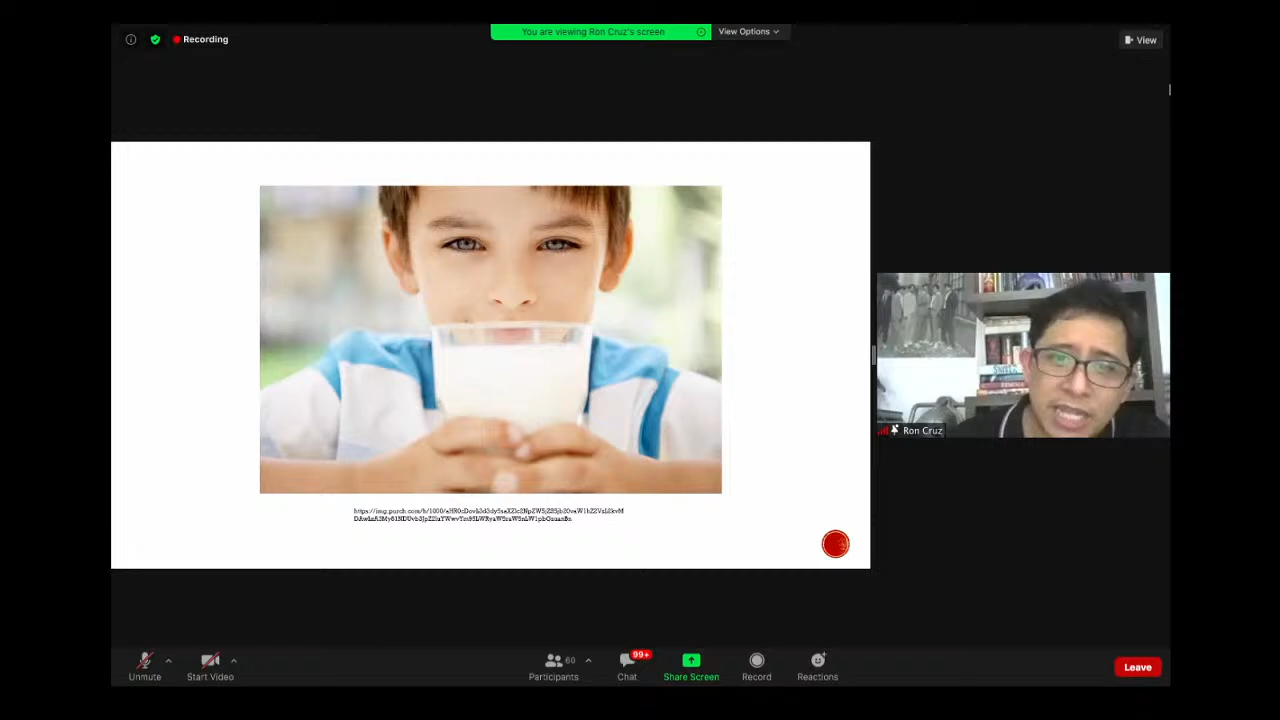 Recording
You are viewing Ron Cruz's screen
View Options
View
Ron Cruz
Unmute
Start Video
Participants
60
Chat
99+
Share Screen
Record
Reactions
Leave